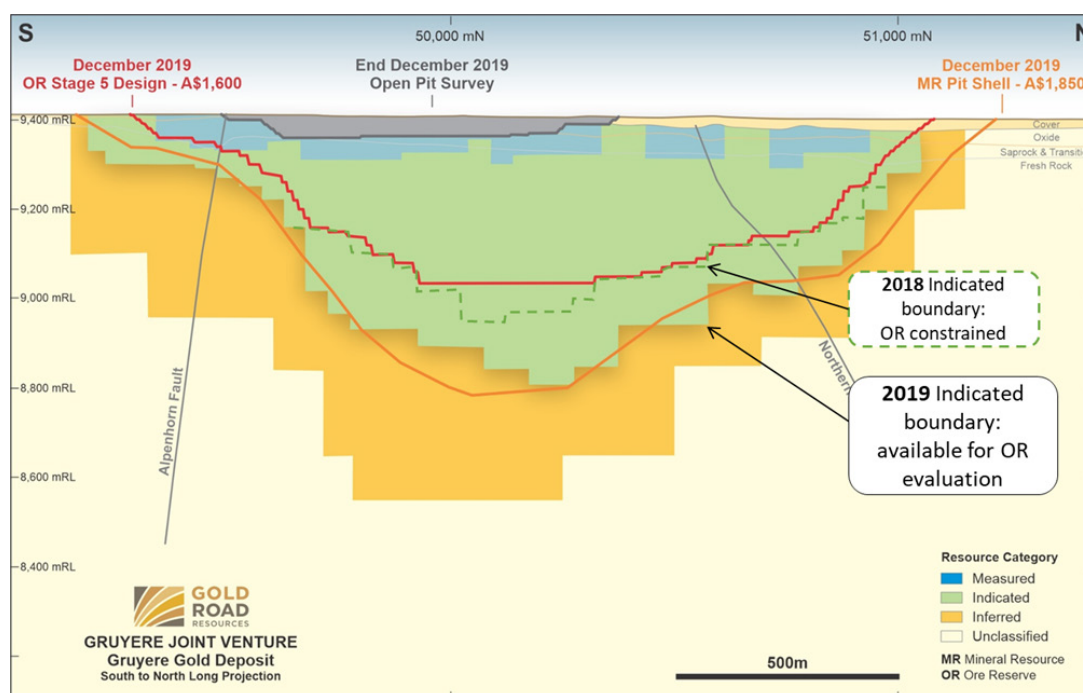 S
50,000 mN
51,000 mN
N
December 2019
OR Stage 5 Design - A$1,600
End December 2019
Open Pit Survey
December 2019
MR Pit Shell - A$1,850
9,400 mRL
9,200 mRL
9,000 mRL
8,800 mRL
8,600 mRL
8,400 mRL
Cover
Oxide
Saprock & Transiti
Fresh Rock
Alpenhorn Fault
Northern
2018 Indicated
boundary:
OR constrained
2019 Indicated
boundary:
available for OR
evaluation
GOLD
ROAD
RESOURCES
GRUYERE JOINT VENTURE
Gruyere Gold Deposit
South to North Long Projection
500m
Resource Category
Measured
Indicated
Inferred
Unclassified
MR Mineral Resource
OR Ore Reserve